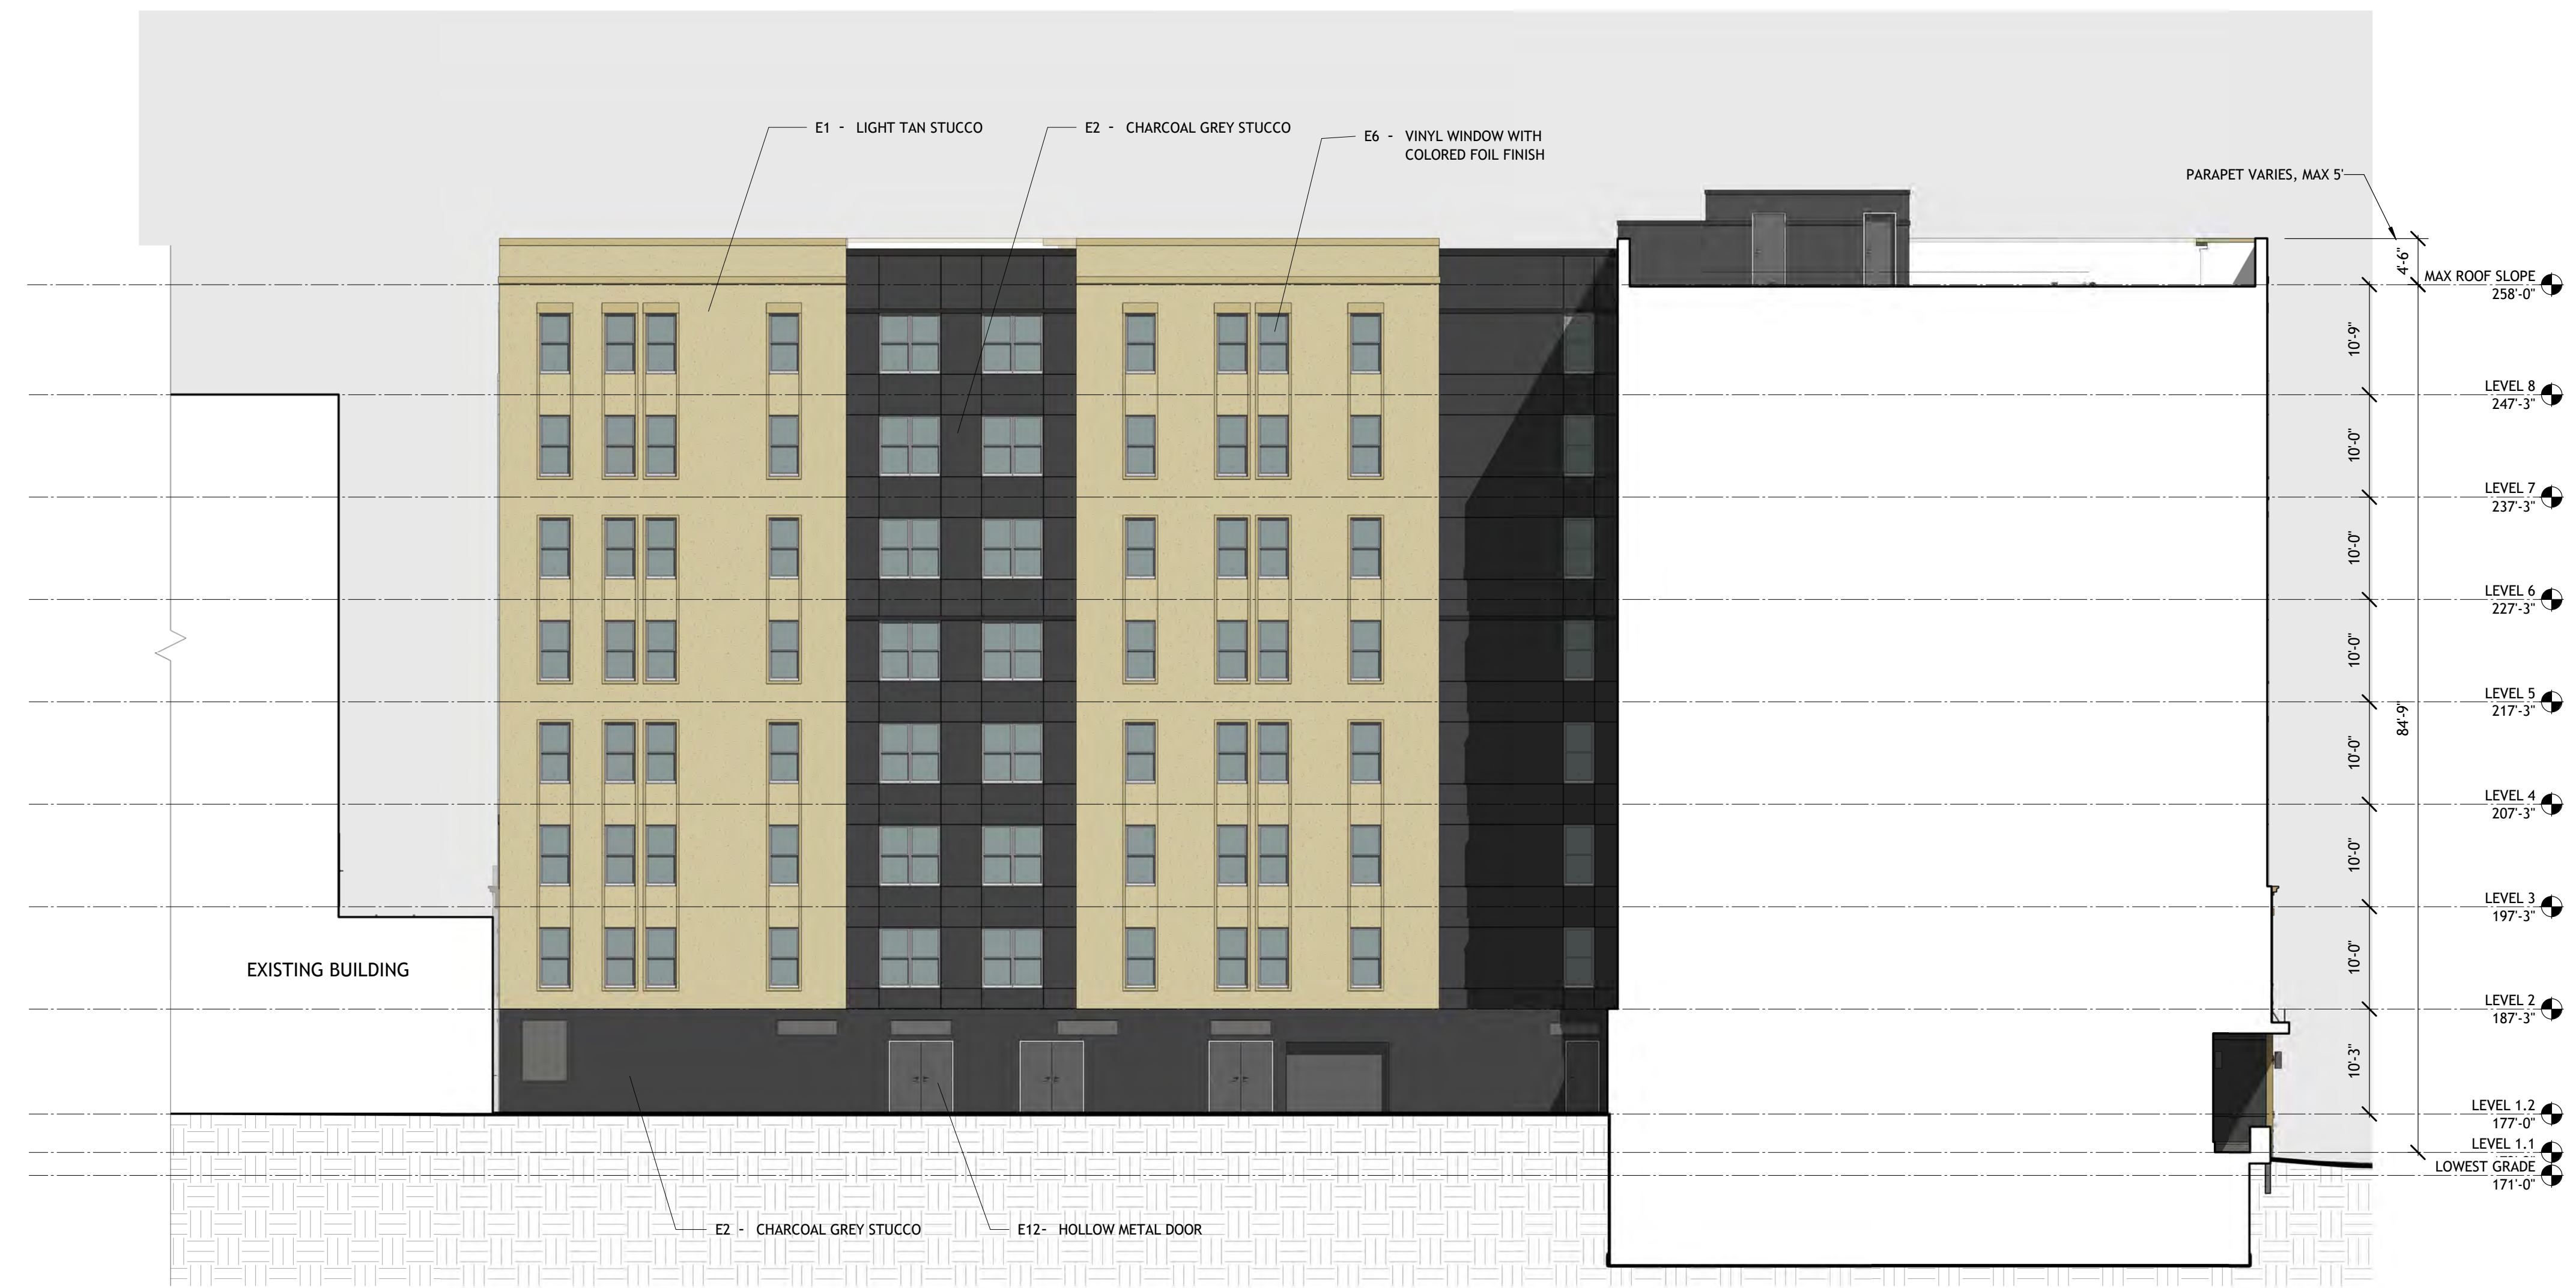 E1 - LIGHT TAN STUCCO
E2 - CHARCOAL GREY STUCCO
E6 - VINYL WINDOW WITH
COLORED FOIL FINISH
PARAPET VARIES, MAX 5'
4'-6"
MAX ROOF SLOPE
258'-0"
10'-9"
LEVEL 8
247'-3"
10'-0"
LEVEL 7
237'-3"
10'-0"
LEVEL 6
227'-3"
10'-0"
LEVEL 5
217'-3"
84'-9"
10'-0"
LEVEL 4
207'-3"
10'-0"
LEVEL 3
197'-3"
10'-0"
EXISTING BUILDING
LEVEL 2
187'-3"
10'-3"
LEVEL 1.2
177'-0"
LEVEL 1.1
LOWEST GRADE
171'-0"
E2 - CHARCOAL GREY STUCCO
E12- HOLLOW METAL DOOR